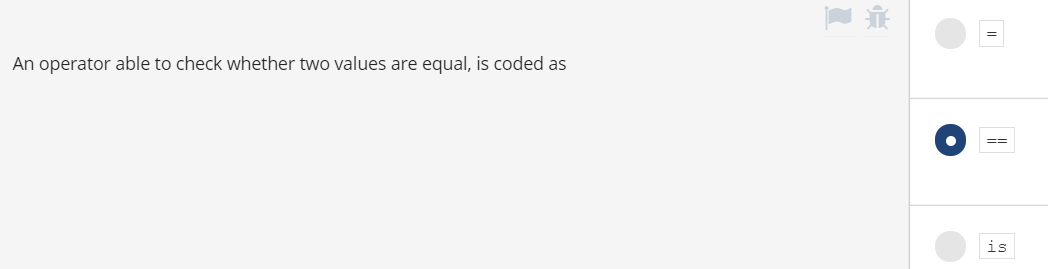 An operator able to check whether two values are equal, is coded as
=
==
is